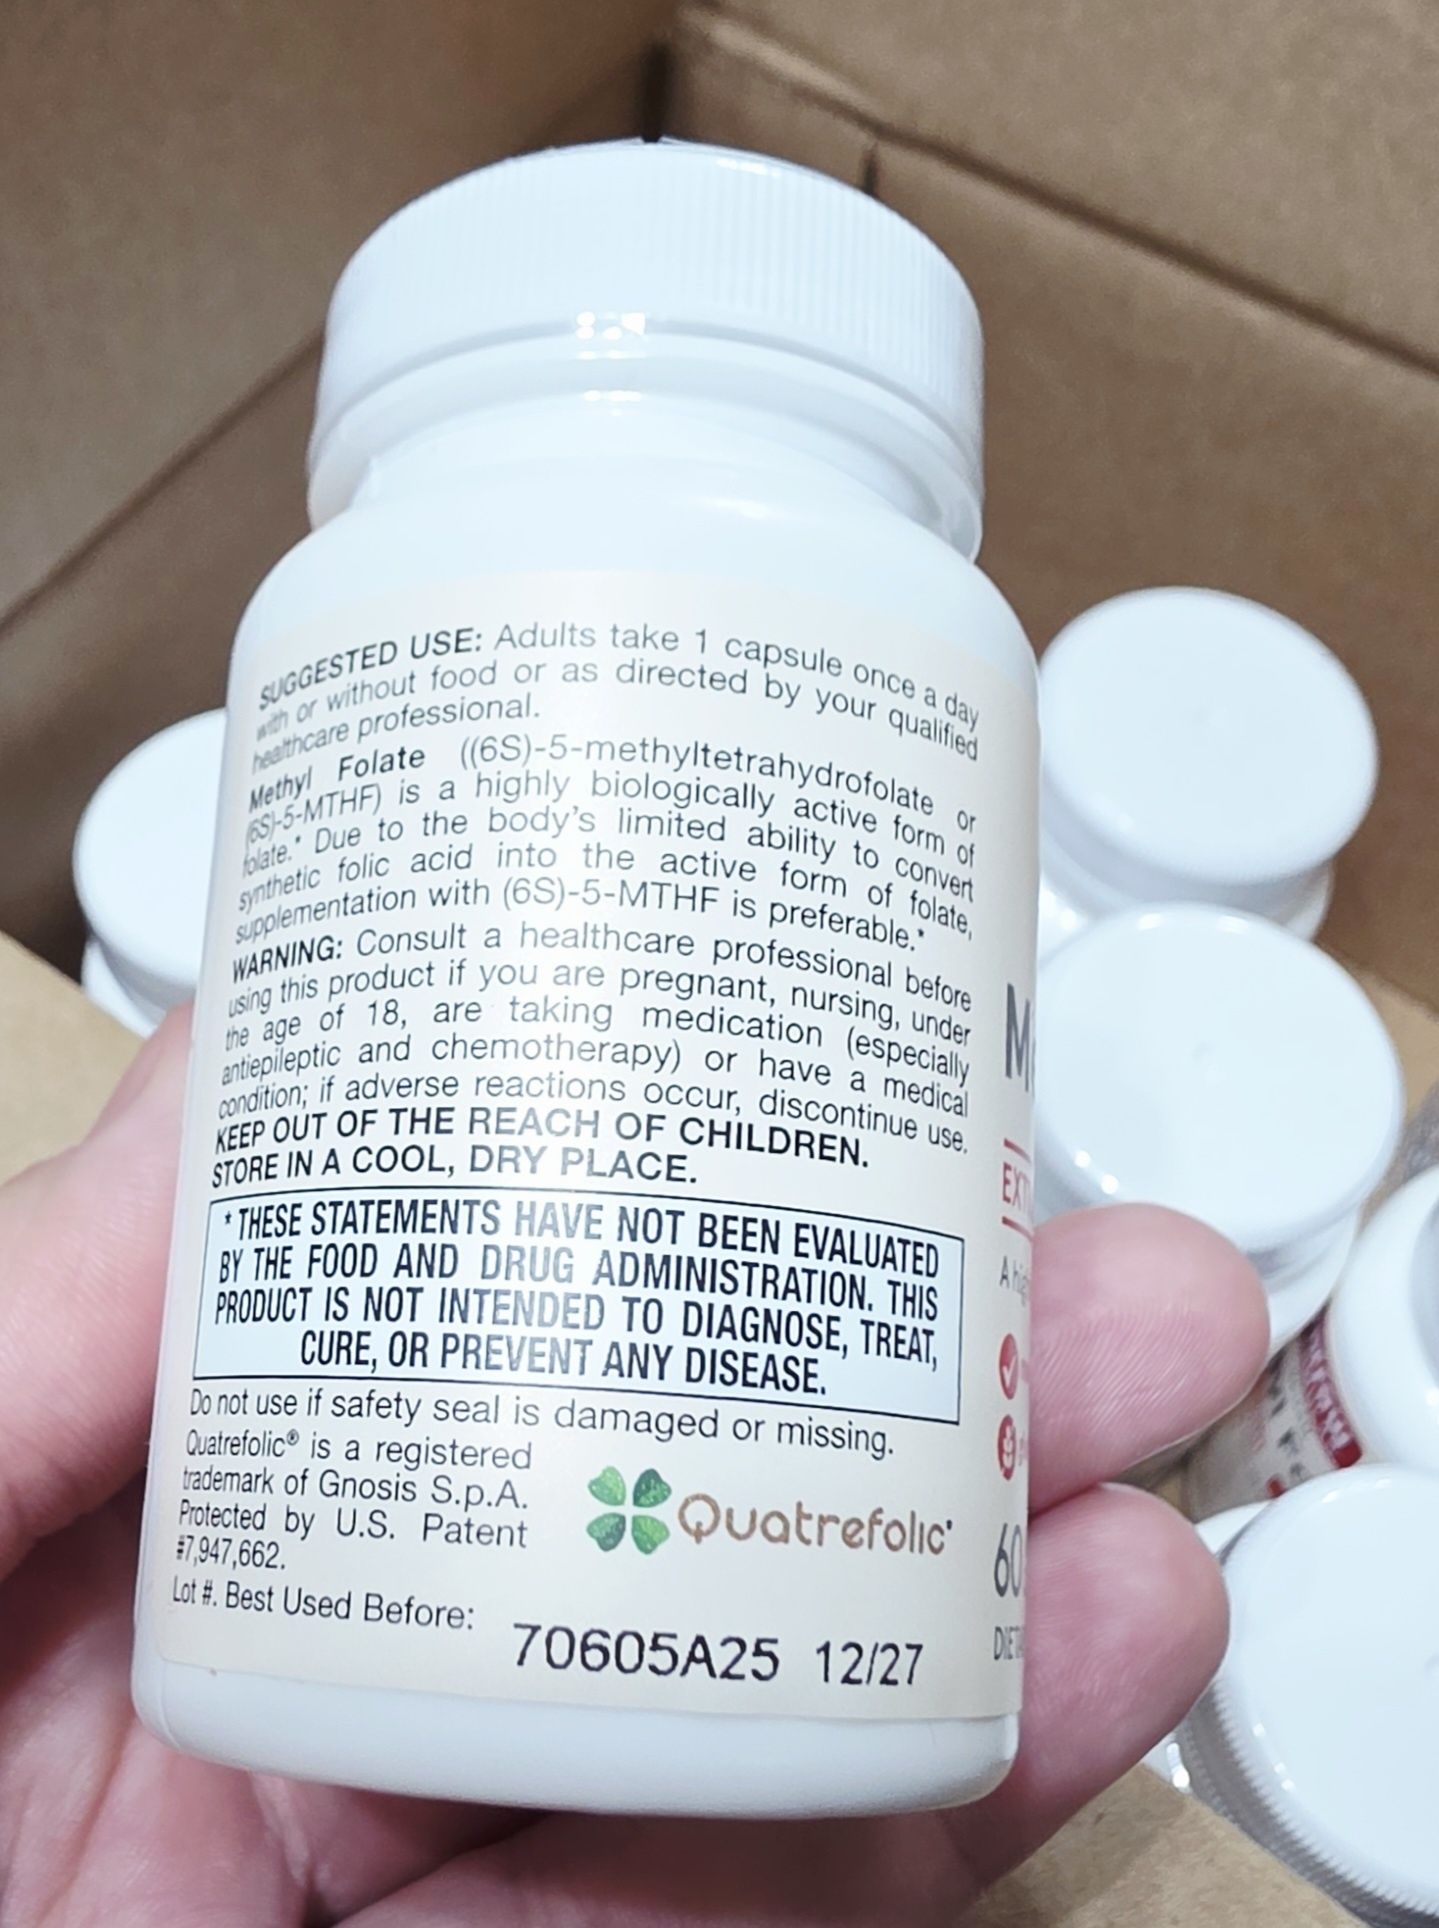 SUGGESTED USE: Adults take 1 capsule once a day
with or without food or as directed by your qualified
healthcare professional.
Methyl Folate ((6S)-5-methyltetrahydrofolate or
(6S)-5-MTHF) is a highly biologically active form of
folate.* Due to the body's limited ability to convert
synthetic folic acid into the active form of folate,
supplementation with (6S)-5-MTHF is preferable.*
WARNING: Consult a healthcare professional before
using this product if you are pregnant, nursing, under
the age of 18, are taking medication (especially
antiepileptic and chemotherapy) or have a medical
condition; if adverse reactions occur, discontinue use.
KEEP OUT OF THE REACH OF CHILDREN.
STORE IN A COOL, DRY PLACE.
* THESE STATEMENTS HAVE NOT BEEN EVALUATED
BY THE FOOD AND DRUG ADMINISTRATION. THIS
PRODUCT IS NOT INTENDED TO DIAGNOSE, TREAT,
CURE, OR PREVENT ANY DISEASE.
Do not use if safety seal is damaged or missing.
Quatrefolic® is a registered
trademark of Gnosis S.p.A.
Protected by U.S. Patent
#7,947,662.
Quatrefolic®
Lot #. Best Used Before:
70605A25 12/27
60